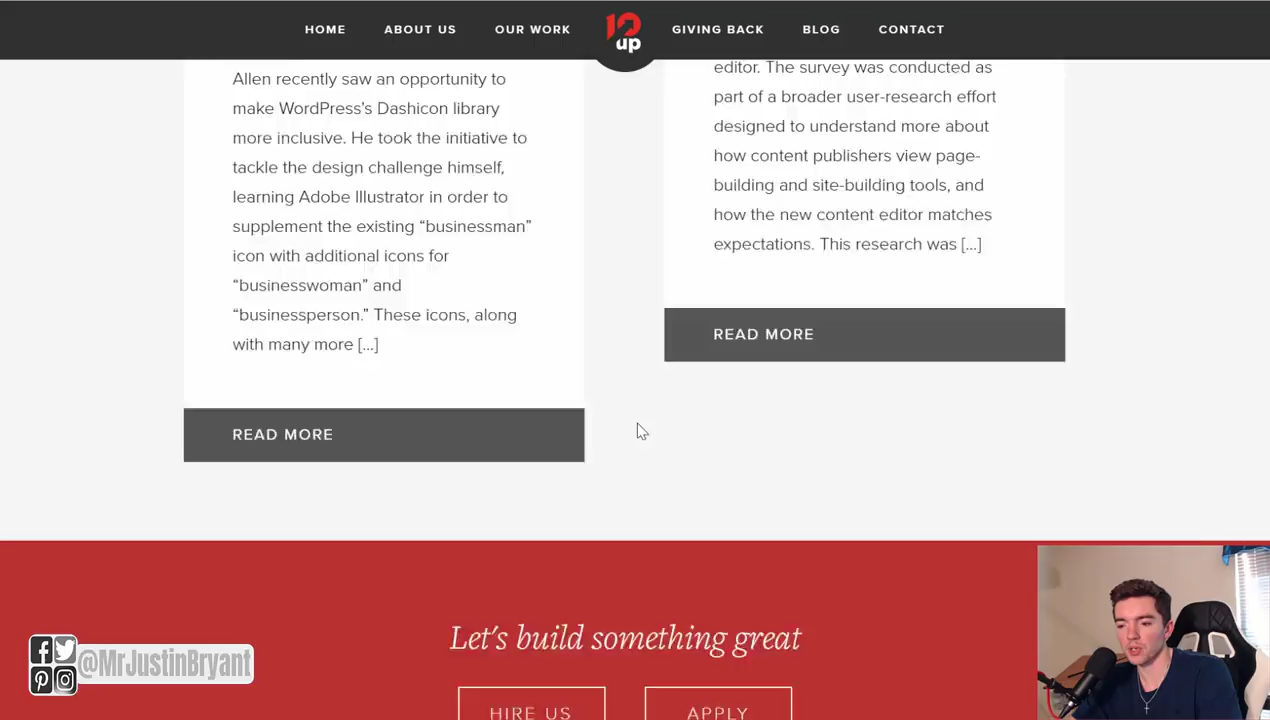 HOME ABOUT US OUR WORK 10up GIVING BACK BLOG CONTACT
Allen recently saw an opportunity to
make WordPress’s Dashicon library
more inclusive. He took the initiative to
tackle the design challenge himself,
learning Adobe Illustrator in order to
supplement the existing “businessman”
icon with additional icons for
“businesswoman” and
“businessperson.” These icons, along
with many more [...]
READ MORE
editor. The survey was conducted as
part of a broader user-research effort
designed to understand more about
how content publishers view page-
building and site-building tools, and
how the new content editor matches
expectations. This research was [...]
READ MORE
Let's build something great
HIRE US APPLY
@MrJustinBryant